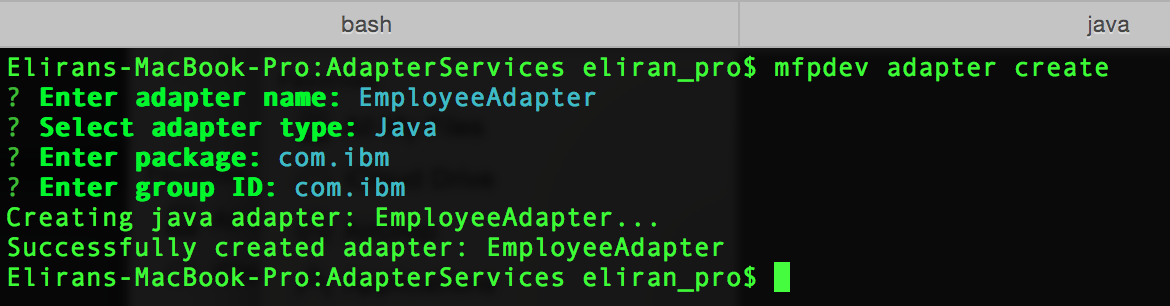 bash
java
Elirans-MacBook-Pro:AdapterServices eliran_pro$ mfpdev adapter create
? Enter adapter name: EmployeeAdapter
? Select adapter type: Java
? Enter package: com.ibm
? Enter group ID: com.ibm
Creating java adapter: EmployeeAdapter...
Successfully created adapter: EmployeeAdapter
Elirans-MacBook-Pro:AdapterServices eliran_pro$